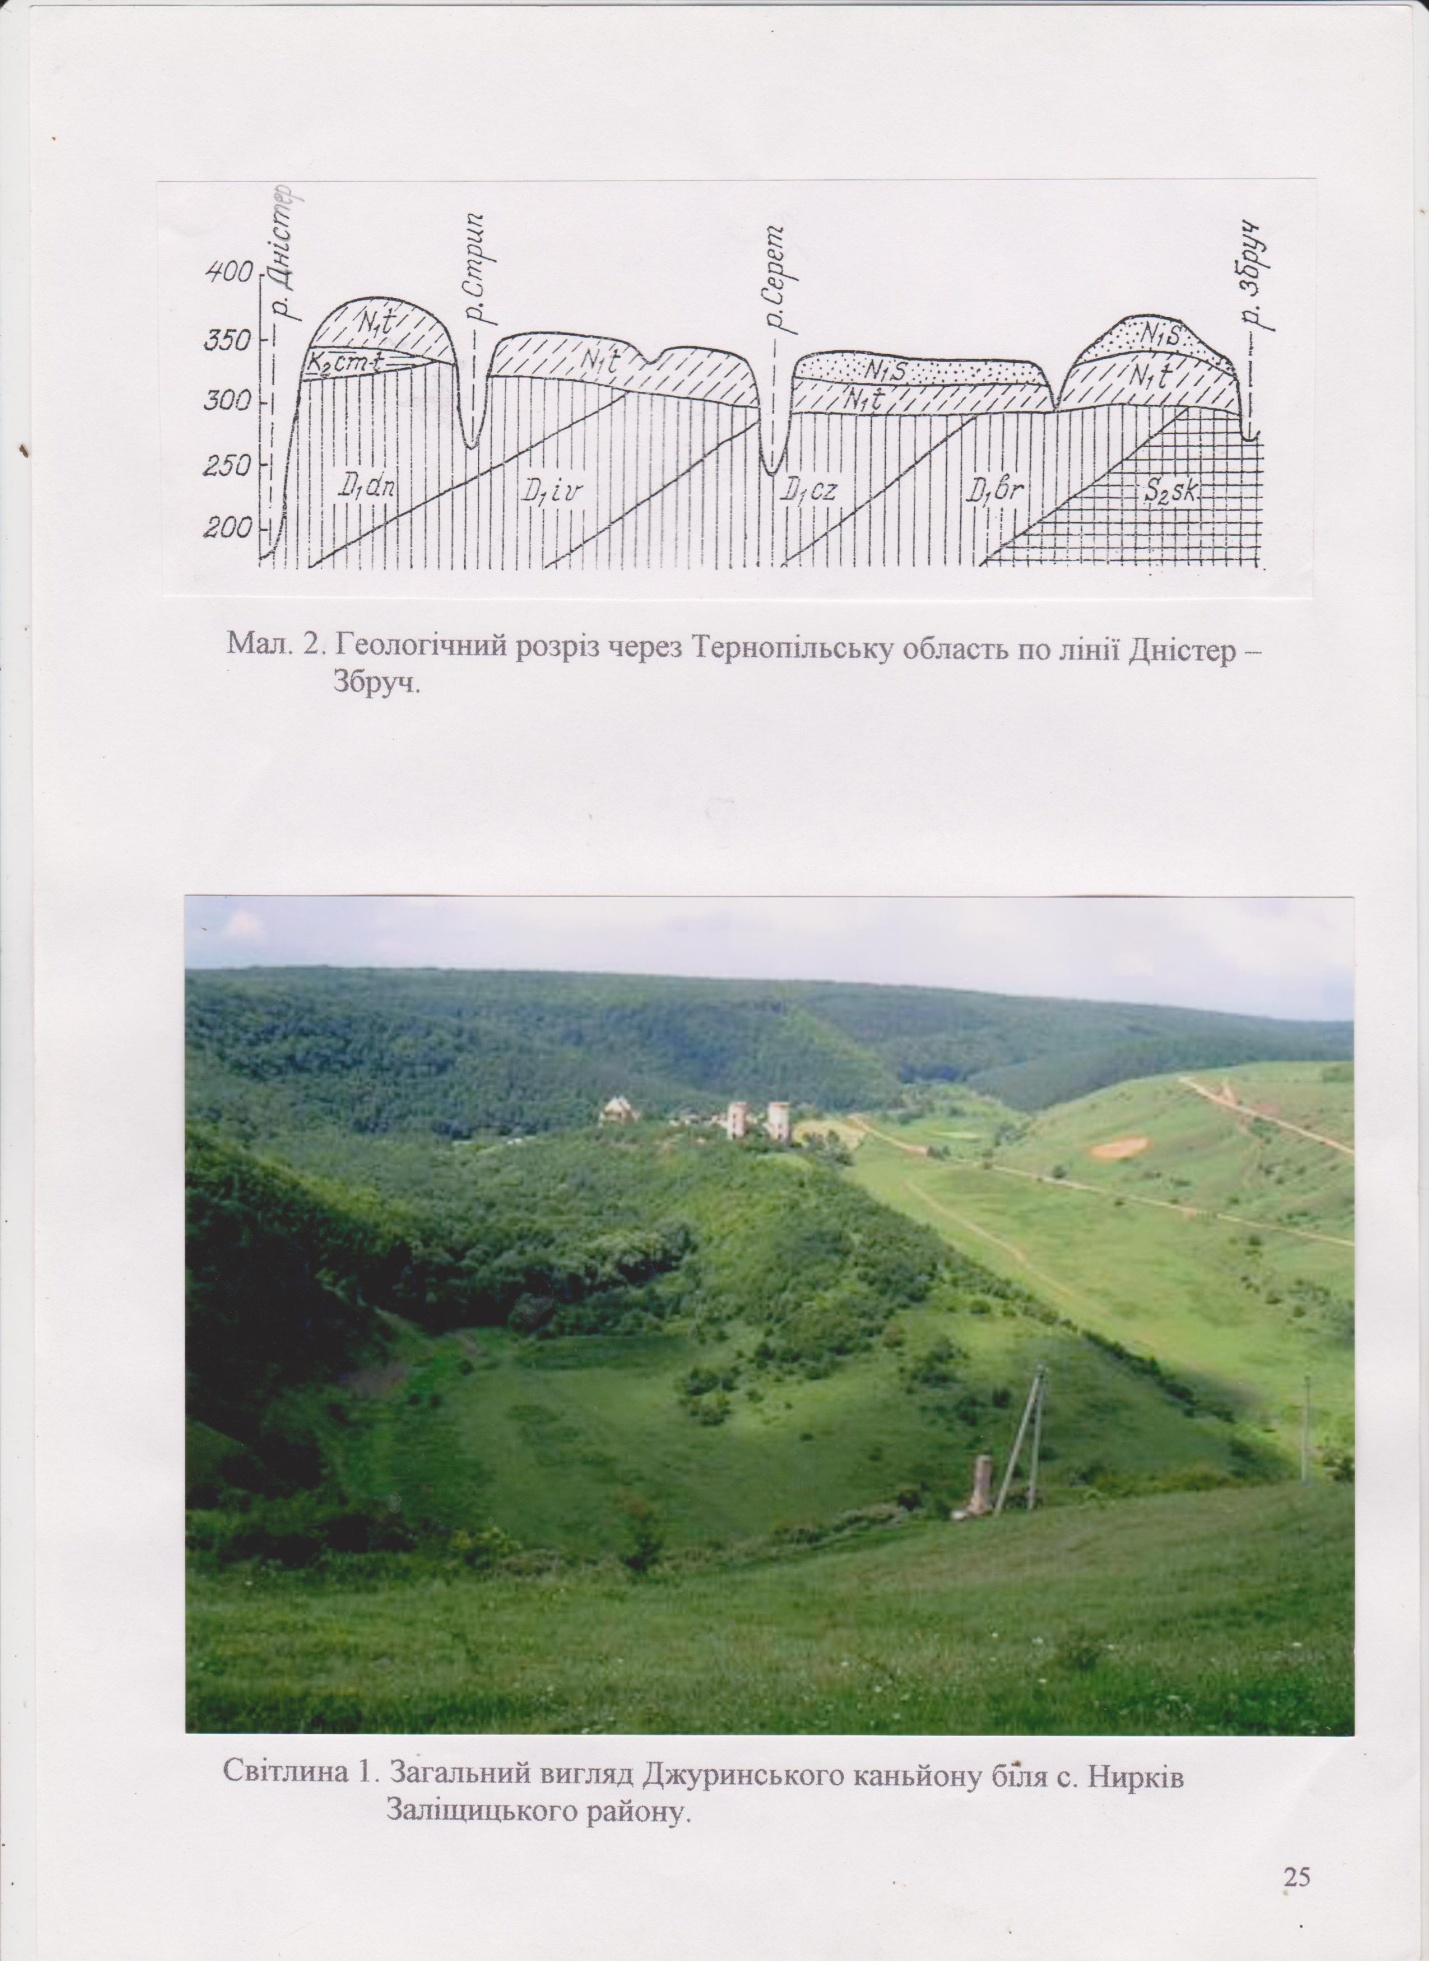 р. Дністер
р. Стрип
р. Серет
р. Збруч
400
350
300
250
200
N₁t
K₂cm-t
N₁t
N₁S
N₁t
N₁S
N₁t
D₁dn
D₁iv
D₁cz
D₁br
S₂sk
Мал. 2. Геологічний розріз через Тернопільську область по лінії Дністер –
Збруч.
Світлина 1. Загальний вигляд Джуринського каньйону біля с. Нирків
Заліщицького району.
25